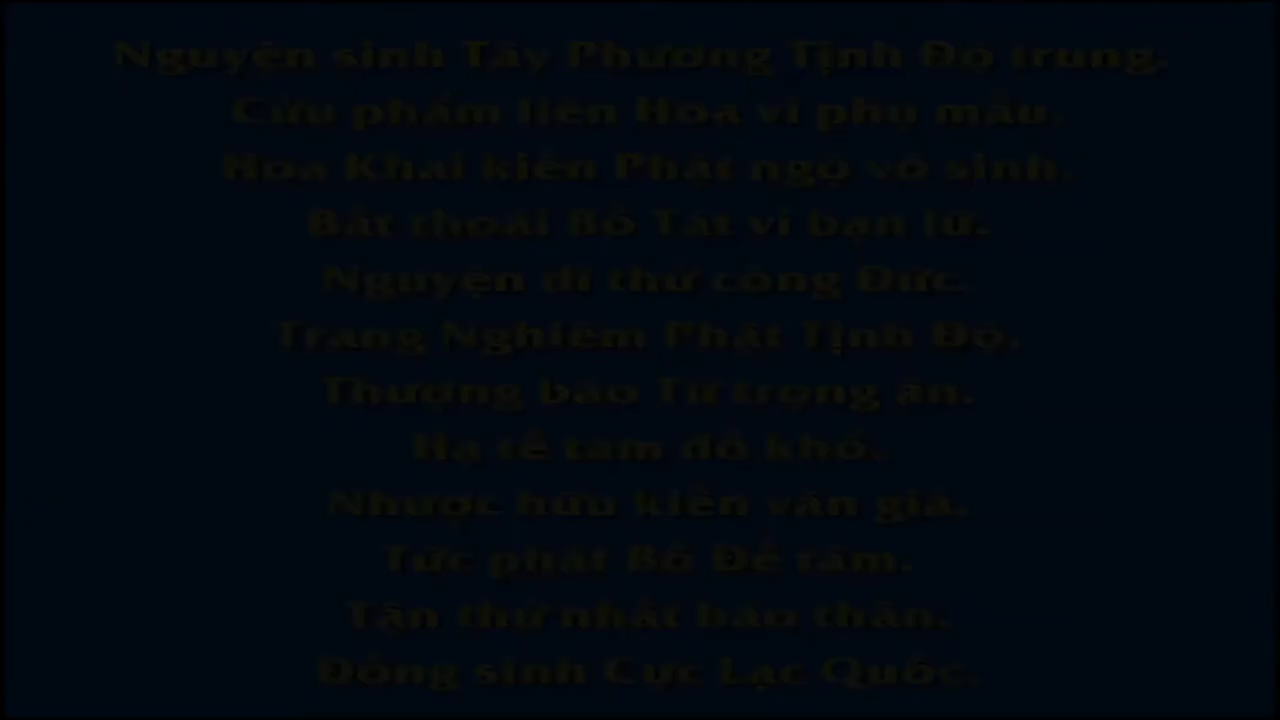 Nguyện sinh Tây Phương Tịnh Độ trung.
Cửu phẩm liên Hoa vi phụ mẫu.
Hoa Khai kiến Phật ngộ vô sinh.
Bất thoái Bồ Tát vi bạn lữ.
Nguyện dĩ thử công Đức.
Trang Nghiêm Phật Tịnh Độ.
Thượng báo Tứ trọng ân.
Hạ tế tam đồ khổ.
Nhược hữu kiến văn giả.
Tức phát Bồ Đề tâm.
Tận thử nhất báo thân.
Đồng sinh Cực Lạc Quốc.